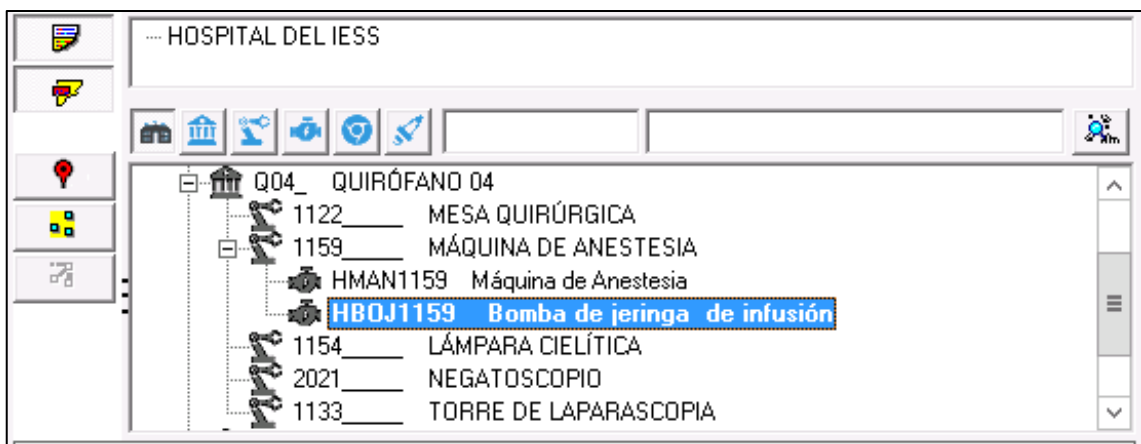 HOSPITAL DEL IESS
Q04_ QUIRÓFANO 04
1122_____ MESA QUIRÚRGICA
1159_____ MÁQUINA DE ANESTESIA
HMAN1159 Máquina de Anestesia
HBOJ1159 Bomba de jeringa de infusión
1154_____ LÁMPARA CIELÍTICA
2021_____ NEGATOSCOPIO
1133_____ TORRE DE LAPARASCOPIA